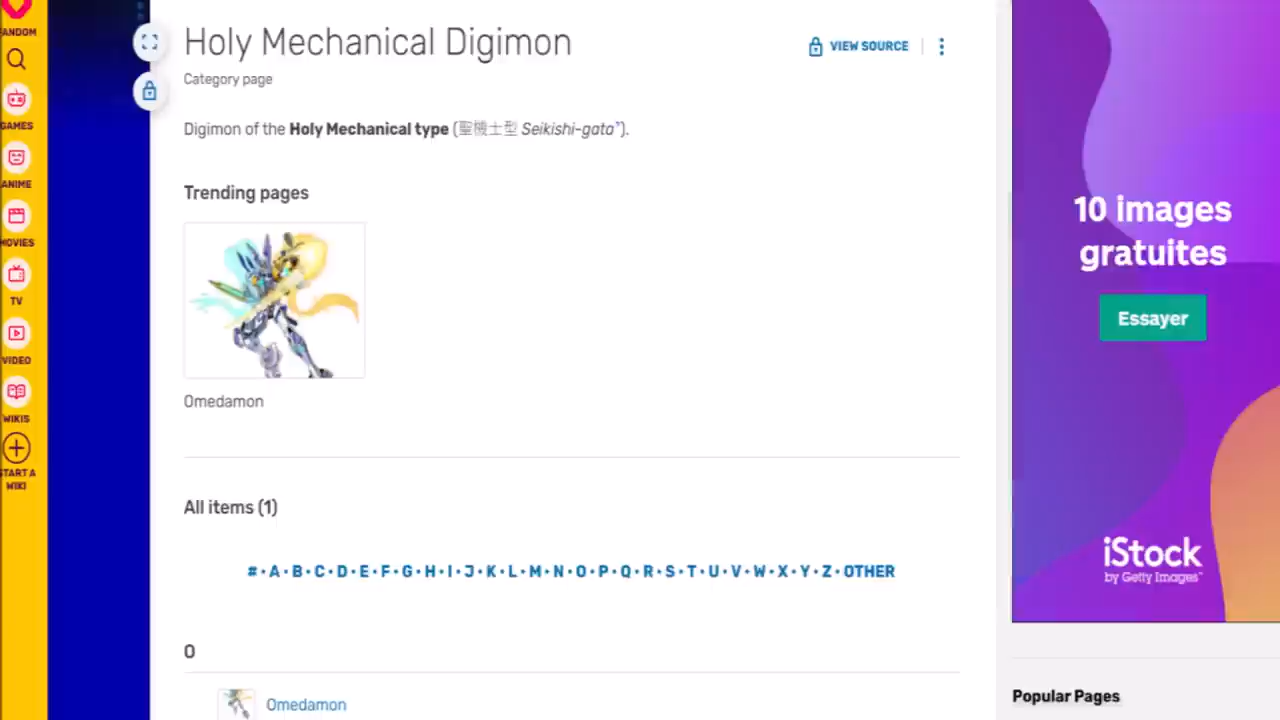 FANDOM
GAMES
ANIME
MOVIES
TV
VIDEO
WIKIS
START A
WIKI
Holy Mechanical Digimon
VIEW SOURCE
Category page
Digimon of the Holy Mechanical type (聖機士型 Seikishi-gata?).
Trending pages
Omedamon
All items (1)
# • A • B • C • D • E • F • G • H • I • J • K • L • M • N • O • P • Q • R • S • T • U • V • W • X • Y • Z • OTHER
O
Omedamon
10 images
gratuites
Essayer
iStock
by Getty Images™
Popular Pages